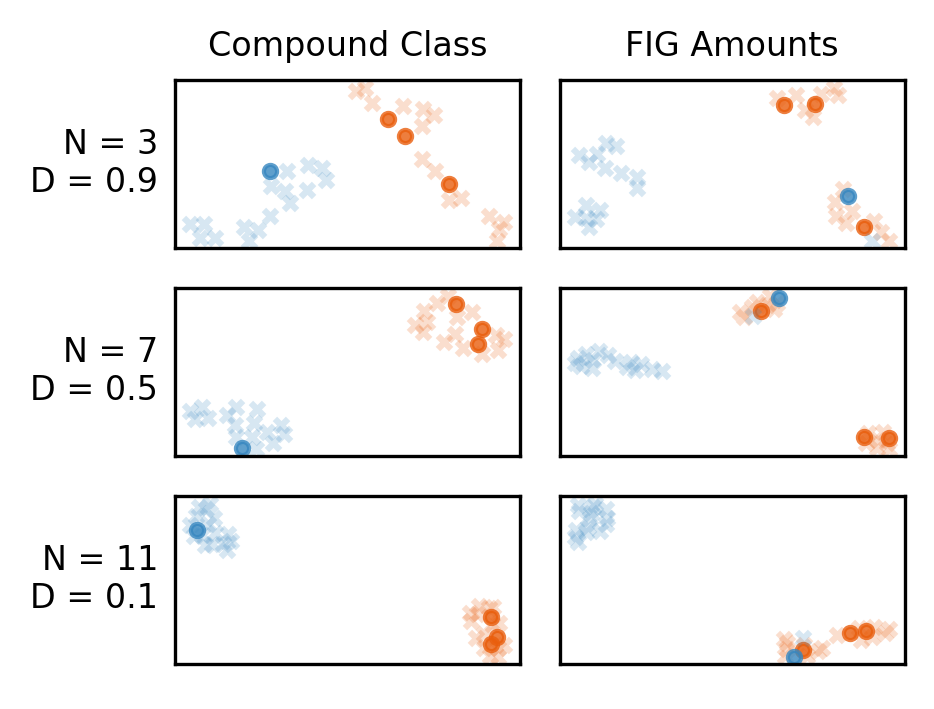 Compound Class
FIG Amounts
N = 3
D = 0.9
N = 7
D = 0.5
N = 11
D = 0.1